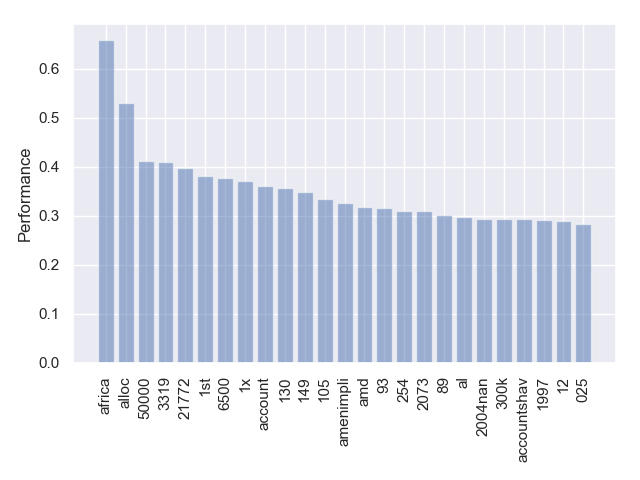 0.6
0.5
0.4
0.3
0.2
0.1
0.0
Performance
africa
alloc
50000
3319
21772
1st
6500
1x
account
130
149
105
amenimpli
amd
93
254
2073
89
al
2004nan
300k
accountshav
1997
12
025